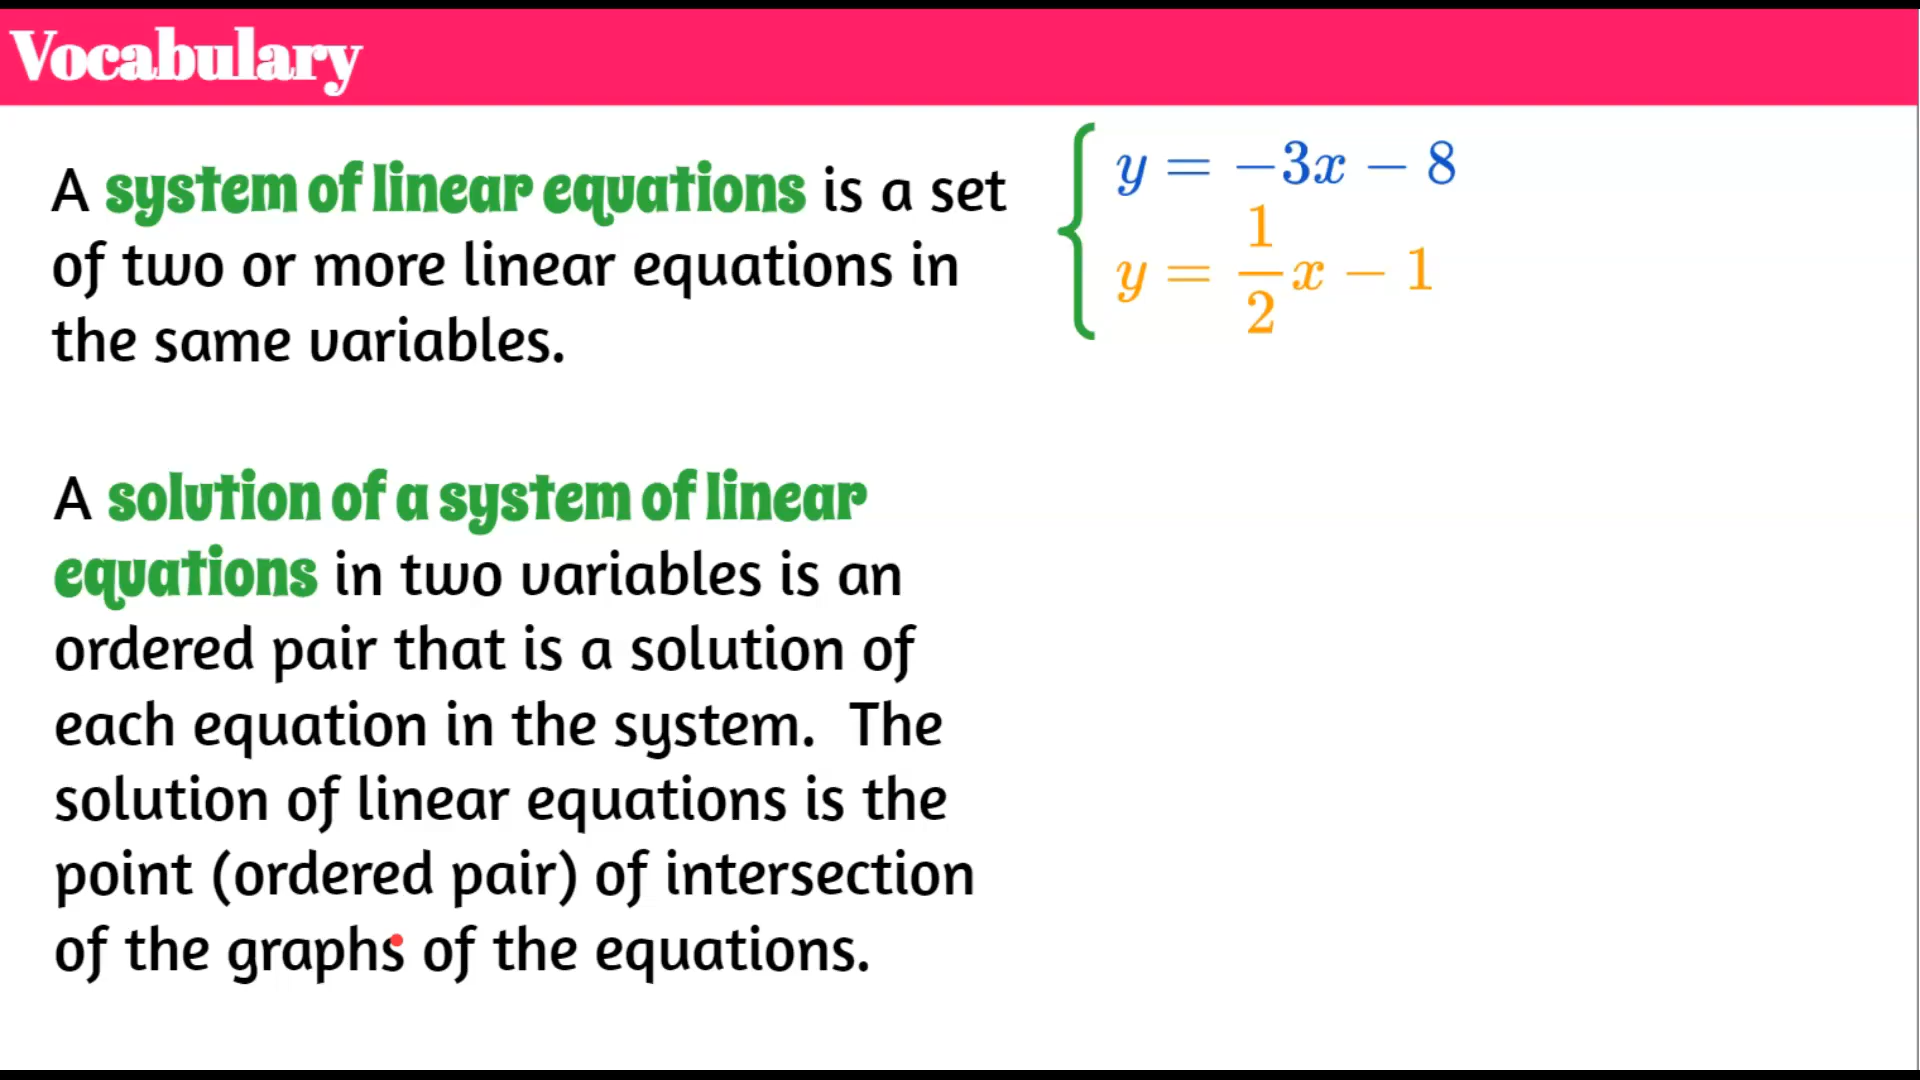 Vocabulary
A system of linear equations is a set
of two or more linear equations in
the same variables.
y = −3x − 8
y = 1/2 x − 1
A solution of a system of linear
equations in two variables is an
ordered pair that is a solution of
each equation in the system.  The
solution of linear equations is the
point (ordered pair) of intersection
of the graphs of the equations.